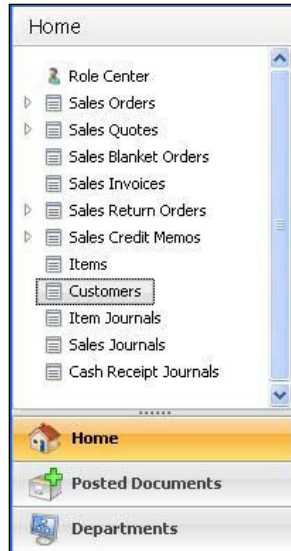 Home
Role Center
Sales Orders
Sales Quotes
Sales Blanket Orders
Sales Invoices
Sales Return Orders
Sales Credit Memos
Items
Customers
Item Journals
Sales Journals
Cash Receipt Journals
Home
Posted Documents
Departments